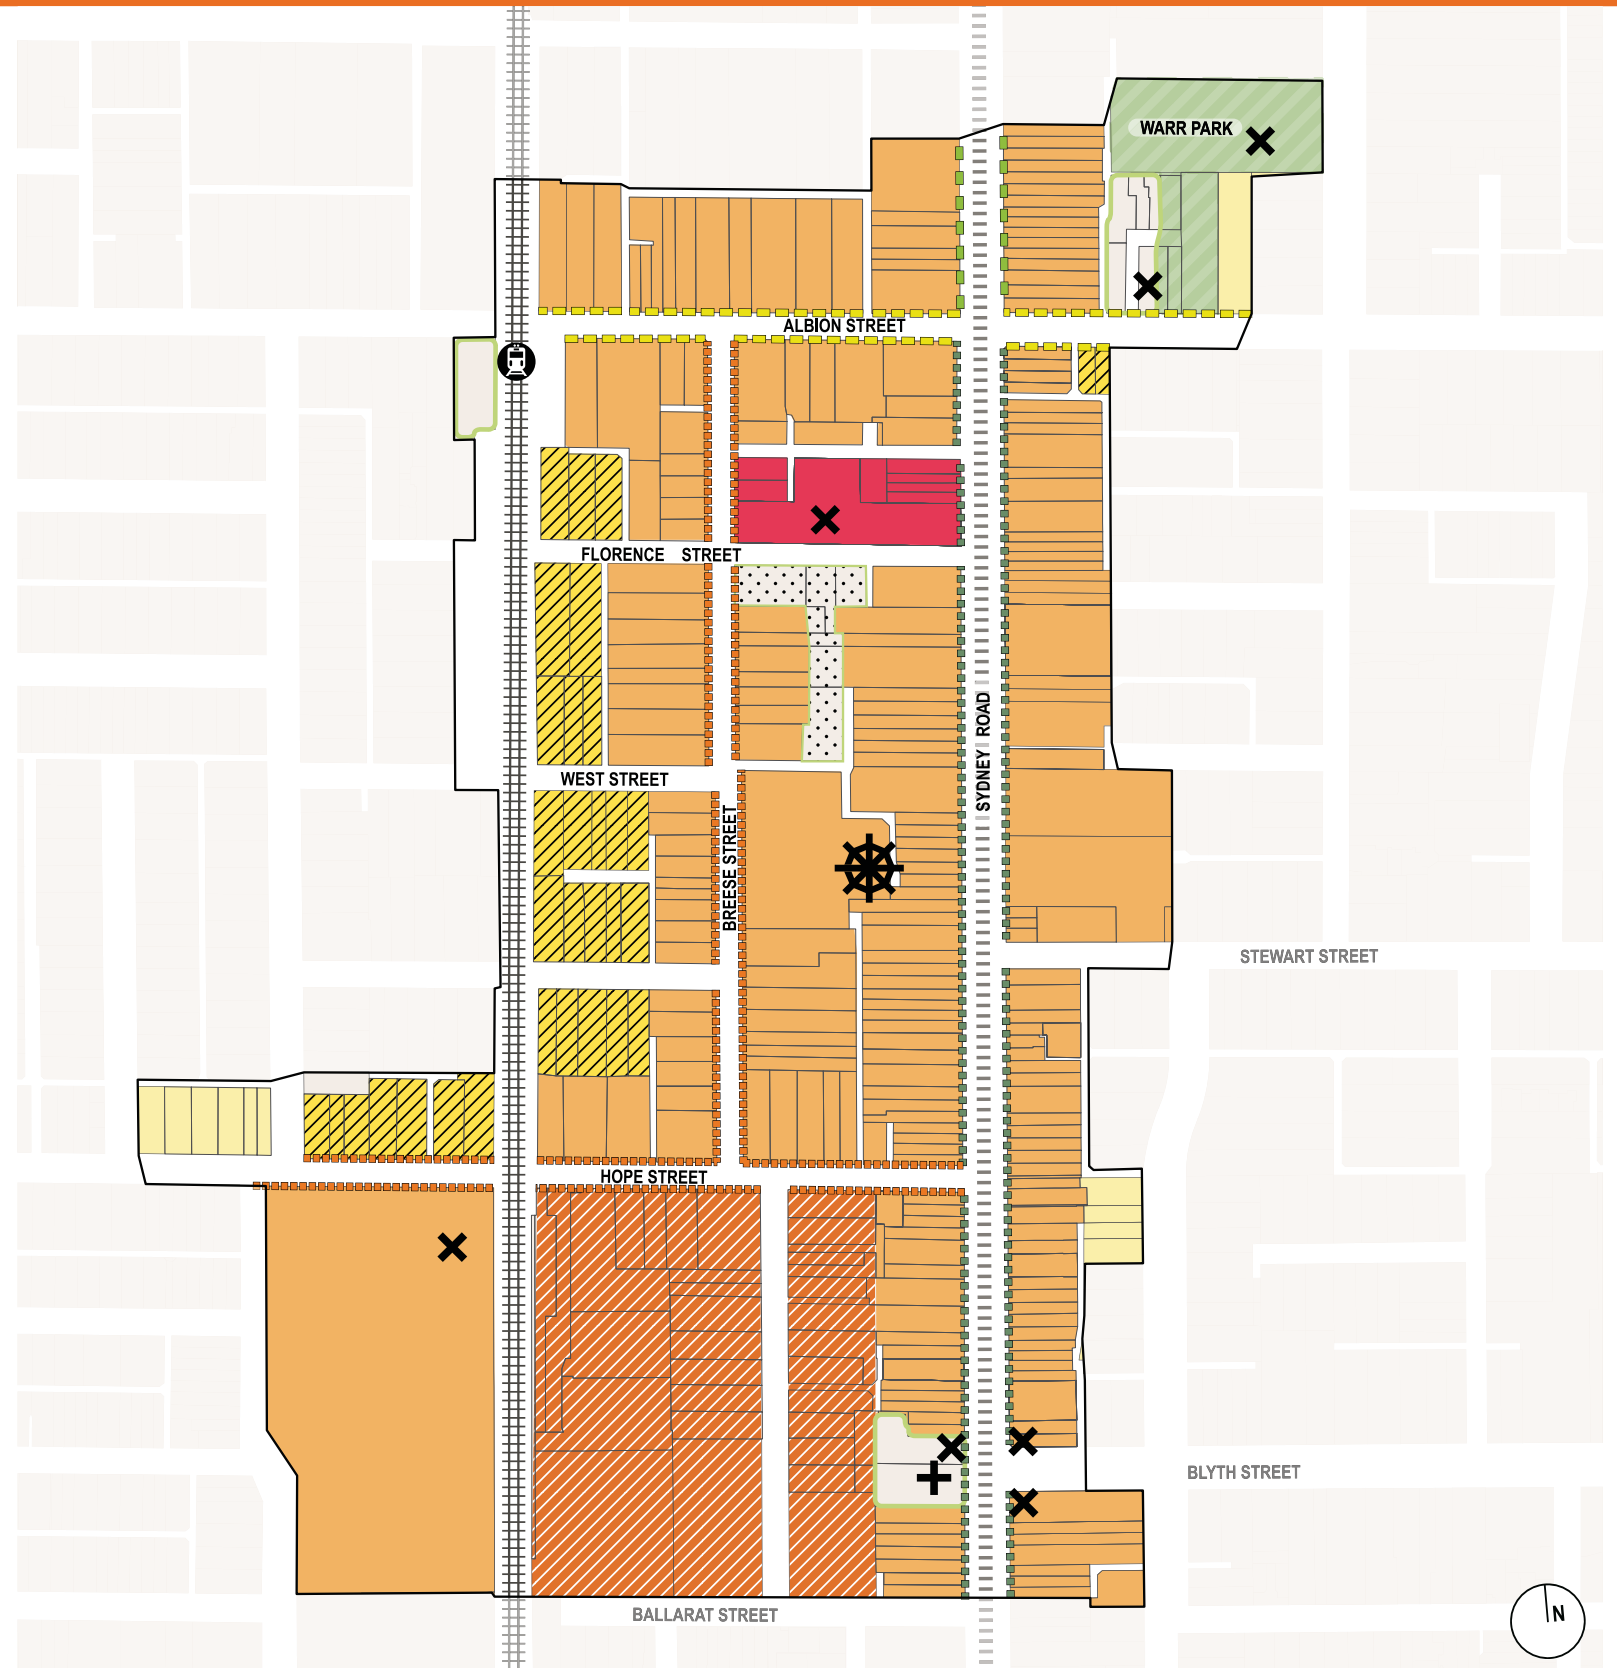 WARR PARK
ALBION STREET
FLORENCE STREET
SYDNEY ROAD
WEST STREET
BREESE STREET
STEWART STREET
HOPE STREET
BLYTH STREET
BALLARAT STREET
N